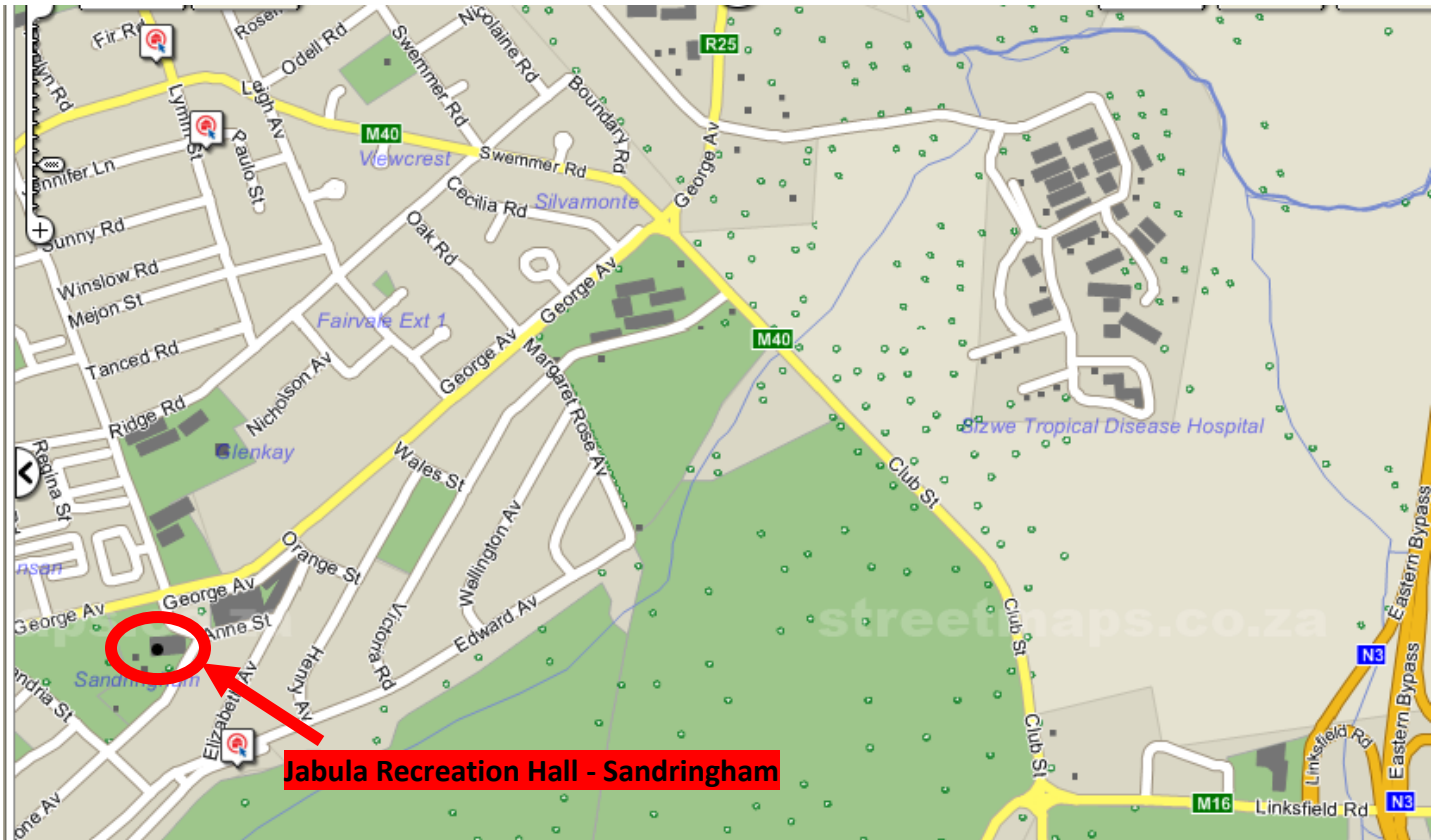 Fir Rd
Odell Rd
Swemmer Rd
Nicolaine Rd
R25
Lymm St
Leigh Av
Boundary Rd
M40
Viewcrest
Swemmer Rd
George Av
Paulo St
Cecilia Rd
Silvamonte
Sunny Rd
Oak Rd
Winslow Rd
Mejon St
George Av
Fairvale Ext 1
M40
George Av
Margaret Rose Av
Tanced Rd
Nicholson Av
Ridge Rd
Sizwe Tropical Disease Hospital
Glenkay
Wales St
Club St
Regina St
Wellington Av
Eastern Bypass
Orange St
George Av
George Av
Anne St
Victoria Rd
Edward Av
Club St
streetmaps.co.za
N3
Sandringham
Henry Av
Elizabeth Av
Eastern Bypass
Club St
Linksfield Rd
Jabula Recreation Hall - Sandringham
M16
Linksfield Rd
N3